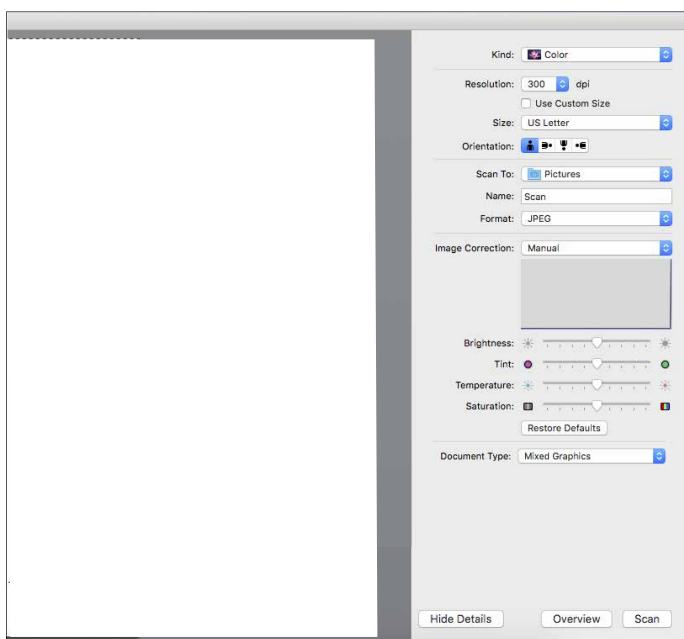 Kind: Color
Resolution: 300 dpi
Use Custom Size
Size: US Letter
Orientation:
Scan To: Pictures
Name: Scan
Format: JPEG
Image Correction: Manual
Brightness:
Tint:
Temperature:
Saturation:
Restore Defaults
Document Type: Mixed Graphics
Hide Details Overview Scan